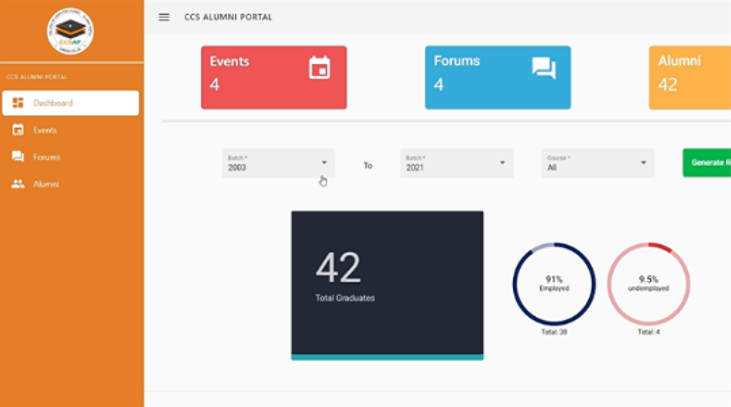 CCS ALUMNI PORTAL
CCSAP
CCS ALUMNI PORTAL
Dashboard
Events
Forums
Alumni
Events
4
Forums
4
Alumni
42
Batch *
2003
To
Batch *
2021
Course *
All
Generate R
42
Total Graduates
91%
Employed
Total: 38
9.5%
undemployed
Total: 4